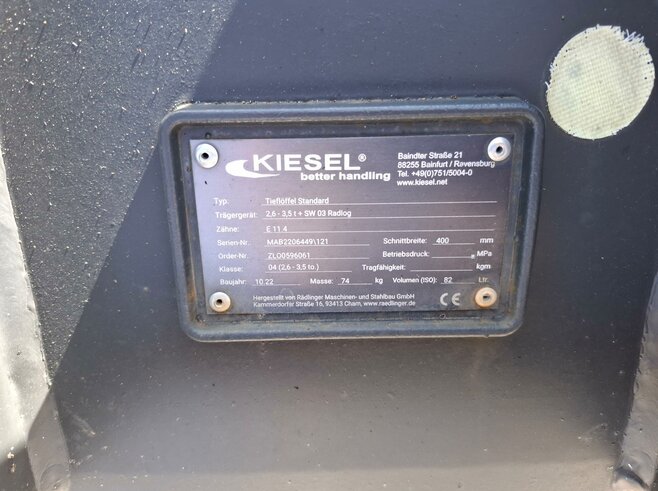 KIESEL®
better handling
Baindter Straße 21
88255 Bainfurt / Ravensburg
Tel. +49(0)751/5004-0
www.kiesel.net
Typ: Tieflöffel Standard
Trägergerät: 2,6 - 3,5 t + SW 03 Radlog
Zähne: E 11.4
Serien-Nr. MAB2206449\121 Schnittbreite: 400 mm
Order-Nr. ZLO0596061 Betriebsdruck: - MPa
Klasse: 04 (2,6 - 3,5 to.) Tragfähigkeit: kgm
Baujahr: 10.22 Masse: 74 kg Volumen (ISO): 82 Ltr.
Hergestellt von Rädlinger Maschinen- und Stahlbau GmbH
Kammerdorfer Straße 16, 93413 Cham, www.raedlinger.de
CE